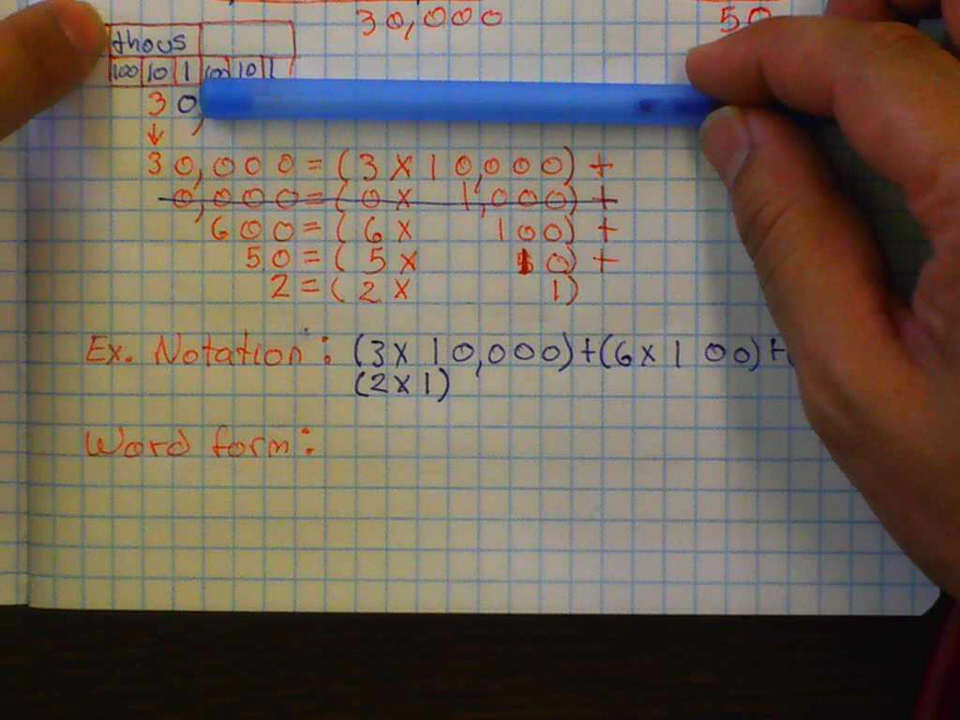 30,000 50
thous
100 10 1 100 10 1
3 0,
30,000 = (3 x 10,000) +
0,000 = (0 x 1,000) +
600 = (6 x 100) +
50 = (5 x 10) +
2 = (2 x 1)
Ex. Notation: (3 x 10,000) + (6 x 100) +
(2 x 1)
Word form: